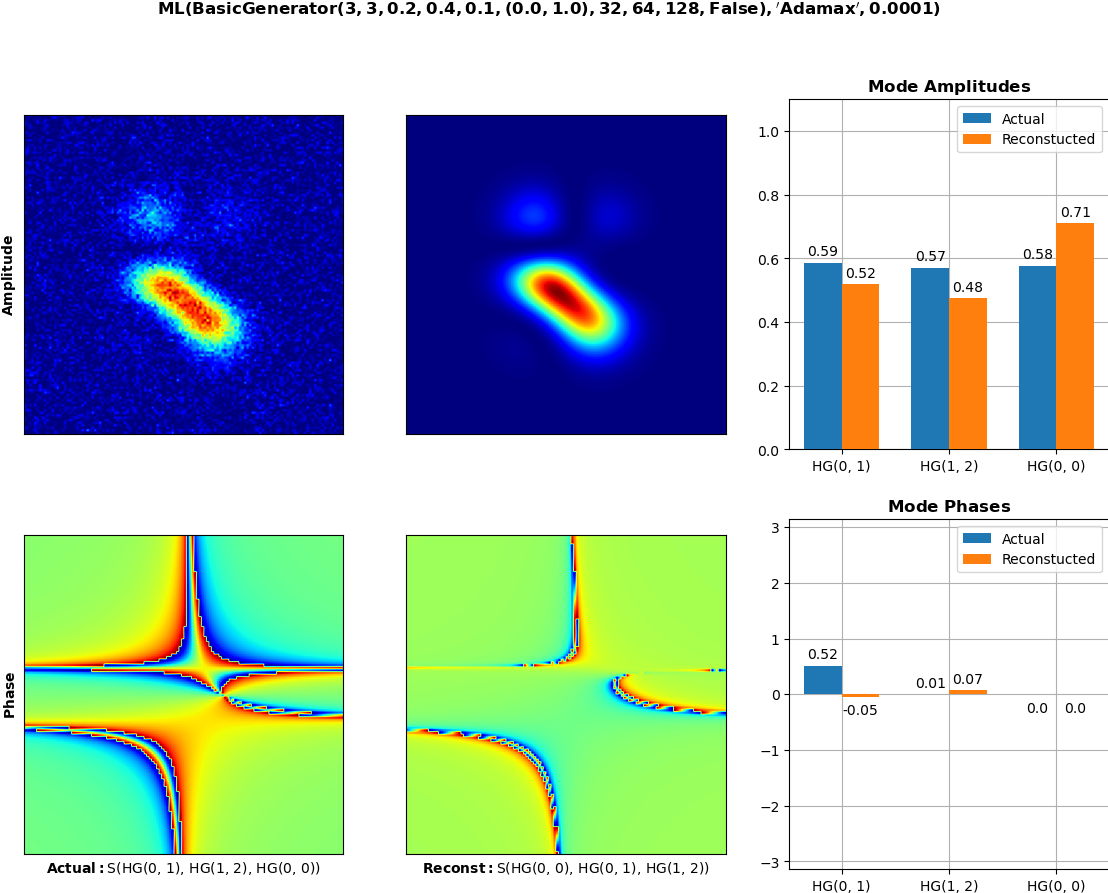 ML(BasicGenerator(3, 3, 0.2, 0.4, 0.1, (0.0, 1.0), 32, 64, 128, False), ′Adamax′, 0.0001)
Amplitude
Mode Amplitudes
Actual
Reconstucted
1.0
0.8
0.6
0.4
0.2
0.0
0.59
0.52
0.57
0.48
0.58
0.71
HG(0, 1)
HG(1, 2)
HG(0, 0)
Phase
Actual: S(HG(0, 1), HG(1, 2), HG(0, 0))
Reconst: S(HG(0, 0), HG(0, 1), HG(1, 2))
Mode Phases
Actual
Reconstucted
3
2
1
0
−1
−2
−3
0.52
-0.05
0.01
0.07
0.0
0.0
HG(0, 1)
HG(1, 2)
HG(0, 0)